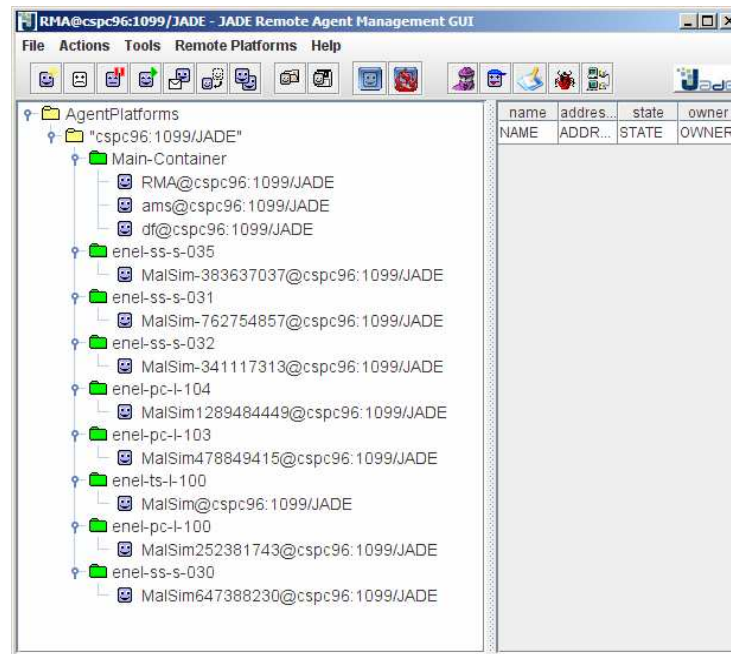 RMA@cspc96:1099/JADE - JADE Remote Agent Management GUI
File Actions Tools Remote Platforms Help
Jade
AgentPlatforms
"cspc96:1099/JADE"
Main-Container
RMA@cspc96:1099/JADE
ams@cspc96:1099/JADE
df@cspc96:1099/JADE
enel-ss-s-035
MalSim-383637037@cspc96:1099/JADE
enel-ss-s-031
MalSim-762754857@cspc96:1099/JADE
enel-ss-s-032
MalSim-341117313@cspc96:1099/JADE
enel-pc-l-104
MalSim1289484449@cspc96:1099/JADE
enel-pc-l-103
MalSim478849415@cspc96:1099/JADE
enel-ts-l-100
MalSim@cspc96:1099/JADE
enel-pc-l-100
MalSim252381743@cspc96:1099/JADE
enel-ss-s-030
MalSim647388230@cspc96:1099/JADE
name addres... state owner
NAME ADDR... STATE OWNER